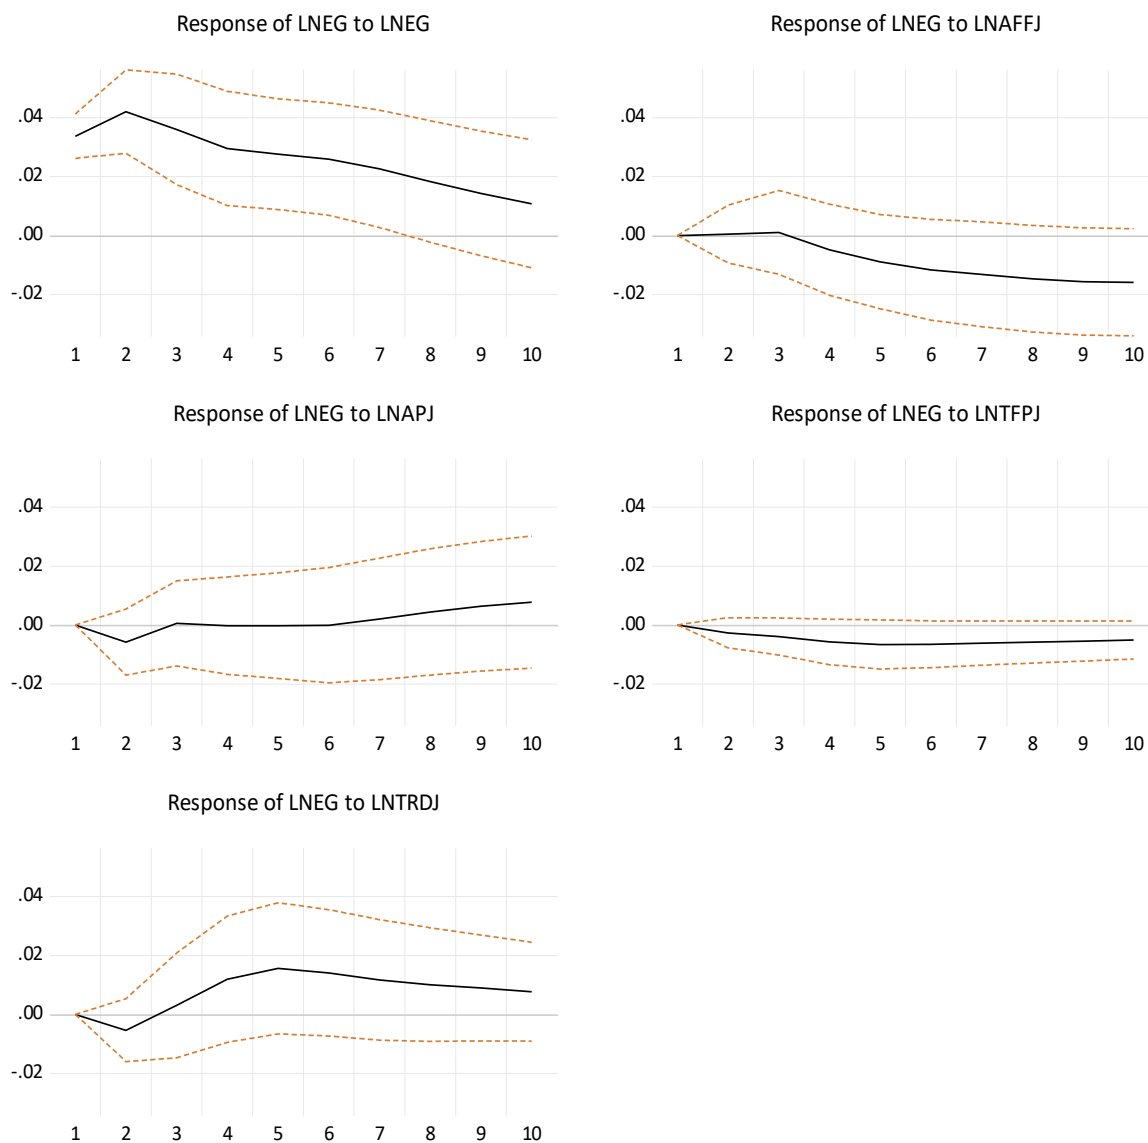 Response of LNEG to LNEG
.04
.02
.00
-.02
1 2 3 4 5 6 7 8 9 10
Response of LNEG to LNAFFJ
.04
.02
.00
-.02
1 2 3 4 5 6 7 8 9 10
Response of LNEG to LNAPJ
.04
.02
.00
-.02
1 2 3 4 5 6 7 8 9 10
Response of LNEG to LNTFPJ
.04
.02
.00
-.02
1 2 3 4 5 6 7 8 9 10
Response of LNEG to LNTRDJ
.04
.02
.00
-.02
1 2 3 4 5 6 7 8 9 10